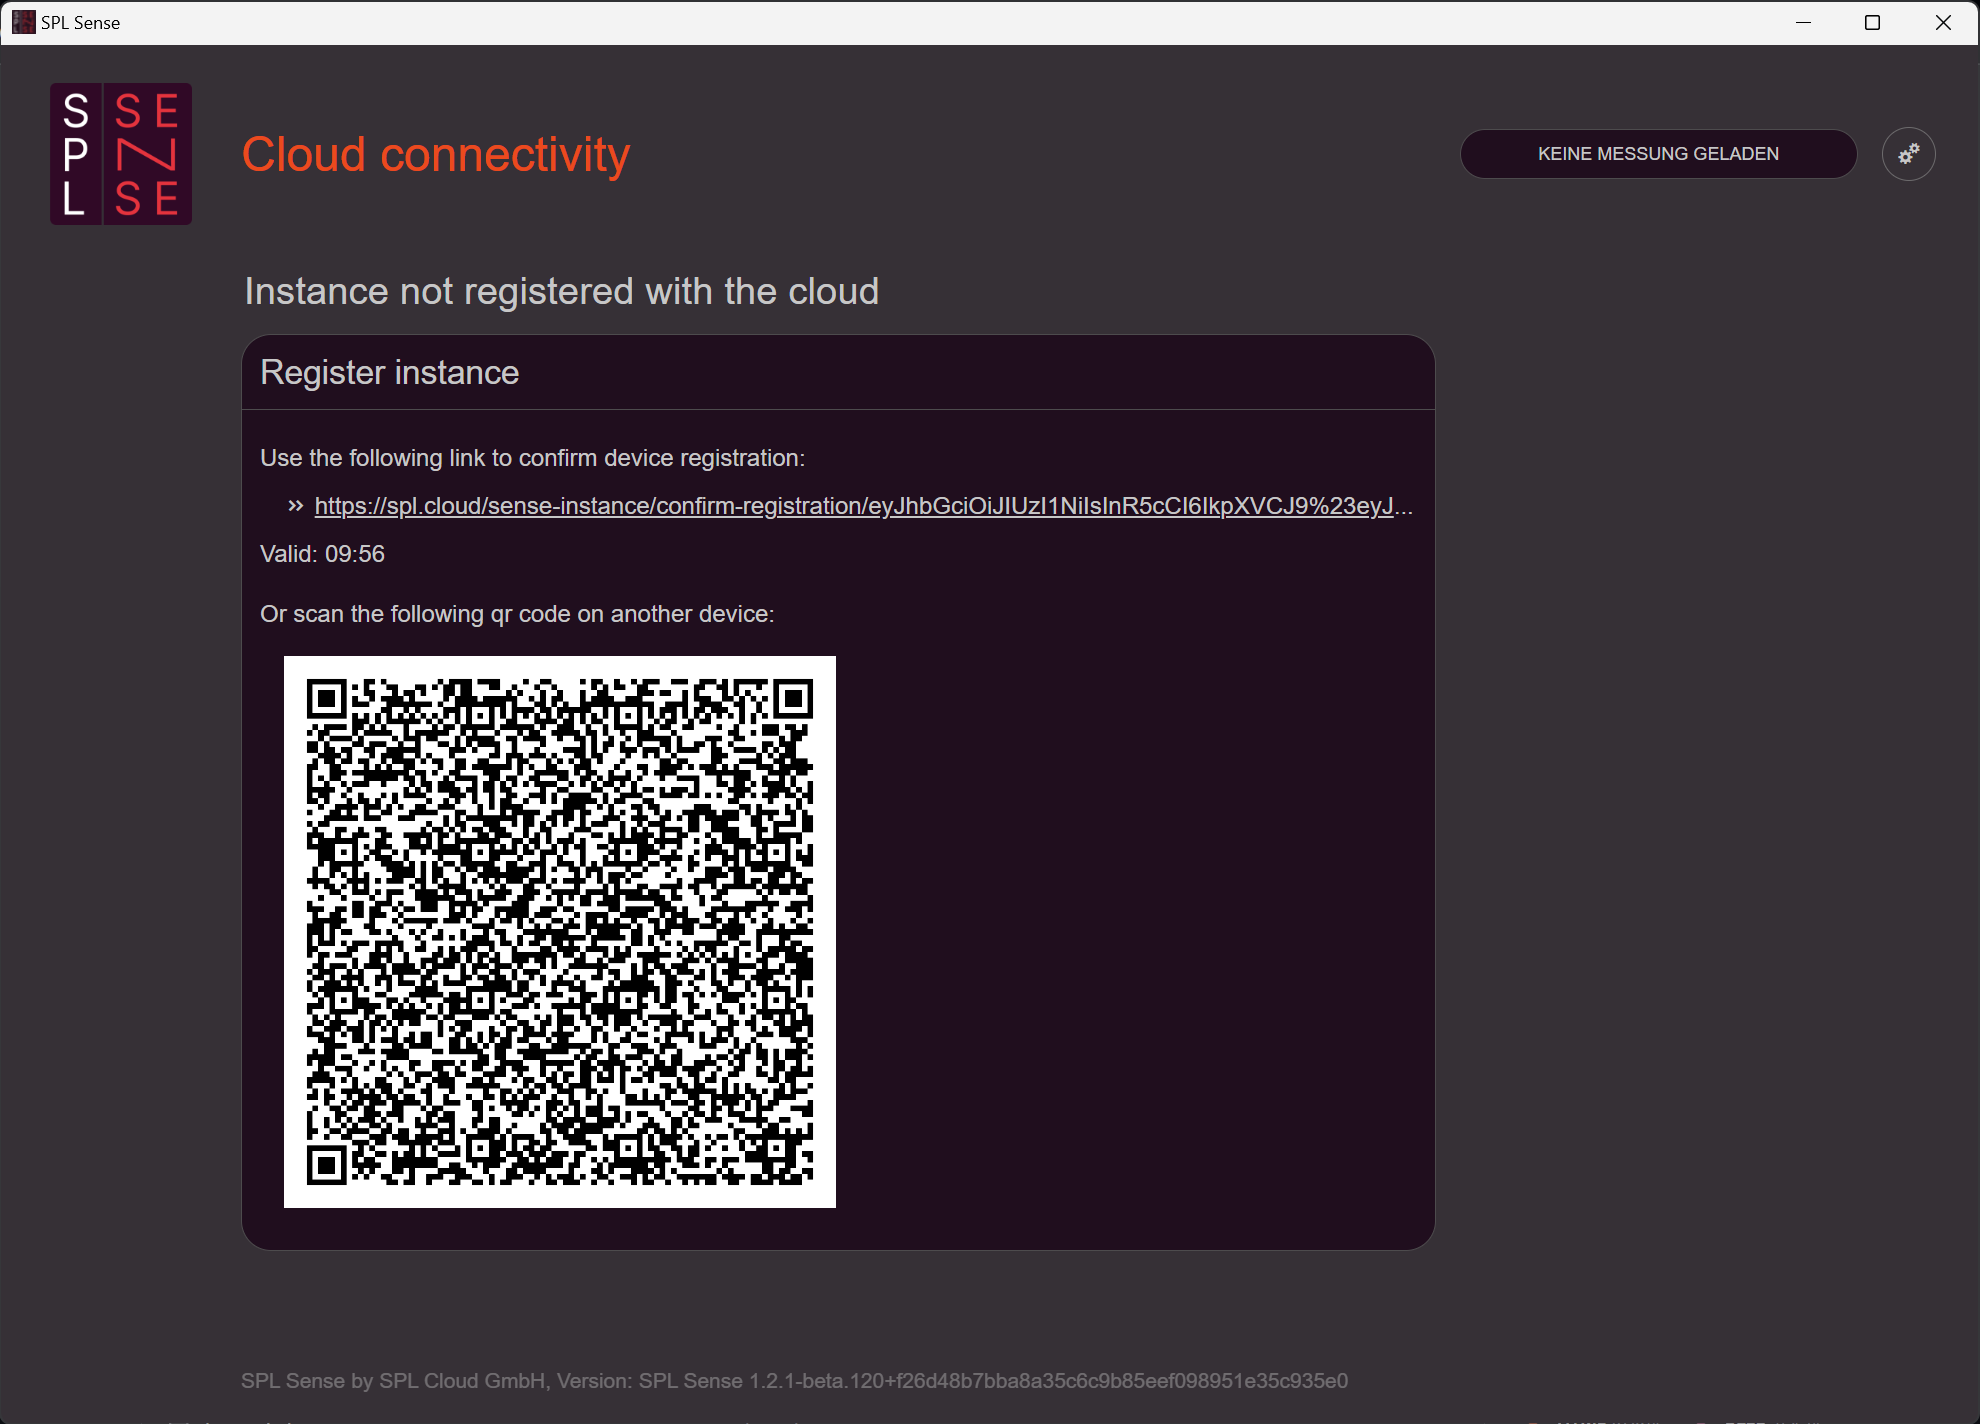 SPL Sense
S SE
P N
L SE
Cloud connectivity
KEINE MESSUNG GELADEN
Instance not registered with the cloud
Register instance
Use the following link to confirm device registration:
» https://spl.cloud/sense-instance/confirm-registration/eyJhbGciOiJIUzI1NiIsInR5cCI6IkpXVCJ9%23eyJ...
Valid: 09:56
Or scan the following qr code on another device:
SPL Sense by SPL Cloud GmbH, Version: SPL Sense 1.2.1-beta.120+f26d48b7bba8a35c6c9b85eef098951e35c935e0